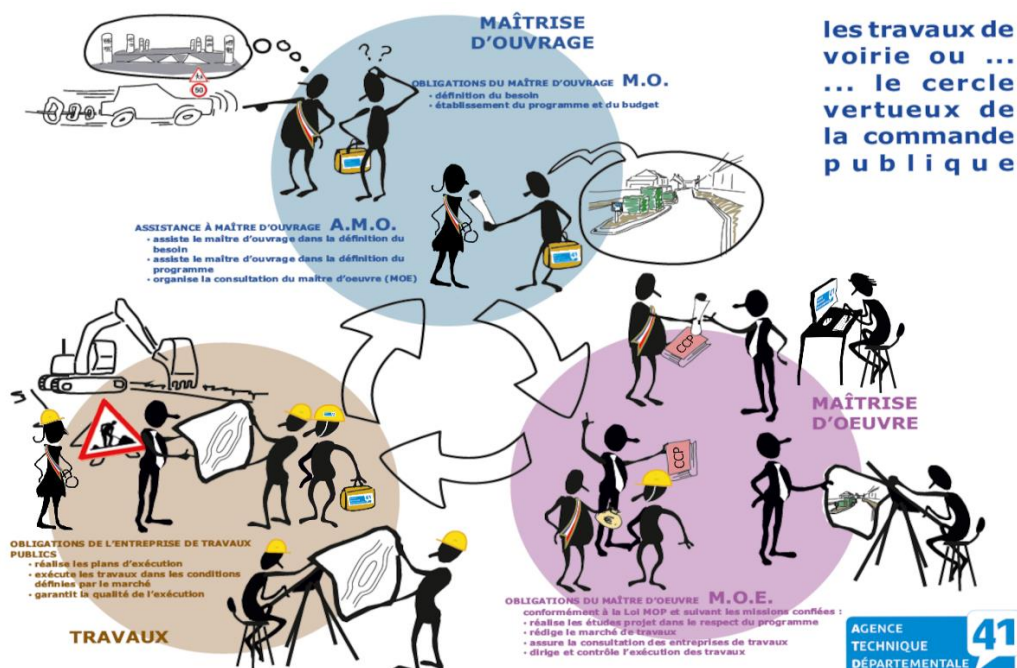 MAÎTRISE
D'OUVRAGE
les travaux de
voirie ou ...
... le cercle
vertueux de
la commande
publique
50
? ?
OBLIGATIONS DU MAÎTRE D'OUVRAGE M.O.
• définition du besoin
• établissement du programme et du budget
ASSISTANCE À MAÎTRE D'OUVRAGE A.M.O.
• assiste le maître d'ouvrage dans la définition du
besoin
• assiste le maître d'ouvrage dans la définition du
programme
• organise la consultation du maître d'oeuvre (MOE)
CCP
MAÎTRISE
D'OEUVRE
CCP
OBLIGATIONS DE L'ENTREPRISE DE TRAVAUX
PUBLICS
• réalise les plans d'exécution
• exécute les travaux dans les conditions
définies par le marché
• garantit la qualité de l'exécution
TRAVAUX
OBLIGATIONS DU MAÎTRE D'OEUVRE M.O.E.
conformément à la Loi MOP et suivant les missions confiées :
• réalise les études projet dans le respect du programme
• rédige le marché de travaux
• assure la consultation des entreprises de travaux
• dirige et contrôle l'exécution des travaux
AGENCE
TECHNIQUE
DÉPARTEMENTALE
41